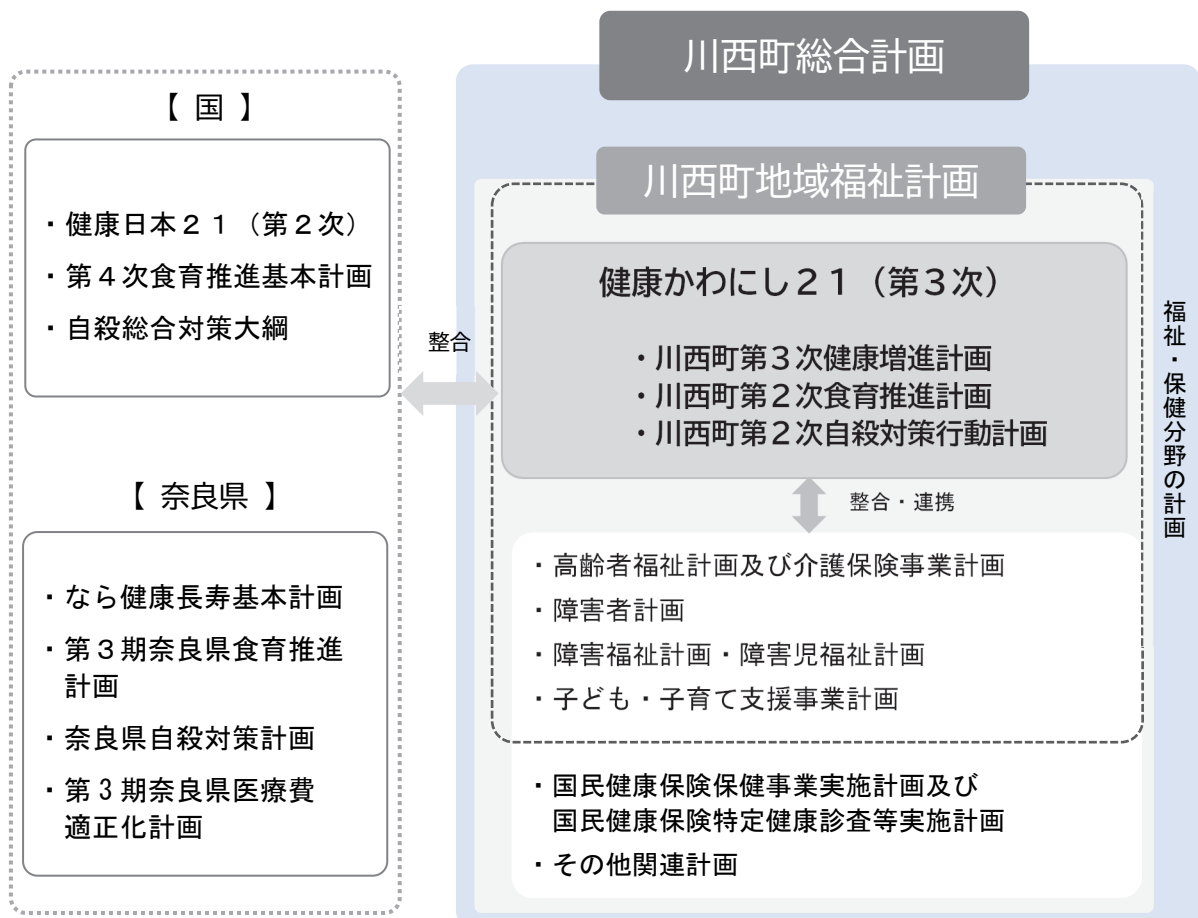 川西町総合計画
【 国 】
・健康日本２１（第２次）
・第４次食育推進基本計画
・自殺総合対策大綱
【 奈良県 】
・なら健康長寿基本計画
・第３期奈良県食育推進
計画
・奈良県自殺対策計画
・第３期奈良県医療費
適正化計画
整合
川西町地域福祉計画
健康かわにし２１（第３次）
・川西町第３次健康増進計画
・川西町第２次食育推進計画
・川西町第２次自殺対策行動計画
整合・連携
・高齢者福祉計画及び介護保険事業計画
・障害者計画
・障害福祉計画・障害児福祉計画
・子ども・子育て支援事業計画
・国民健康保険保健事業実施計画及び
国民健康保険特定健康診査等実施計画
・その他関連計画
福祉・保健分野の計画